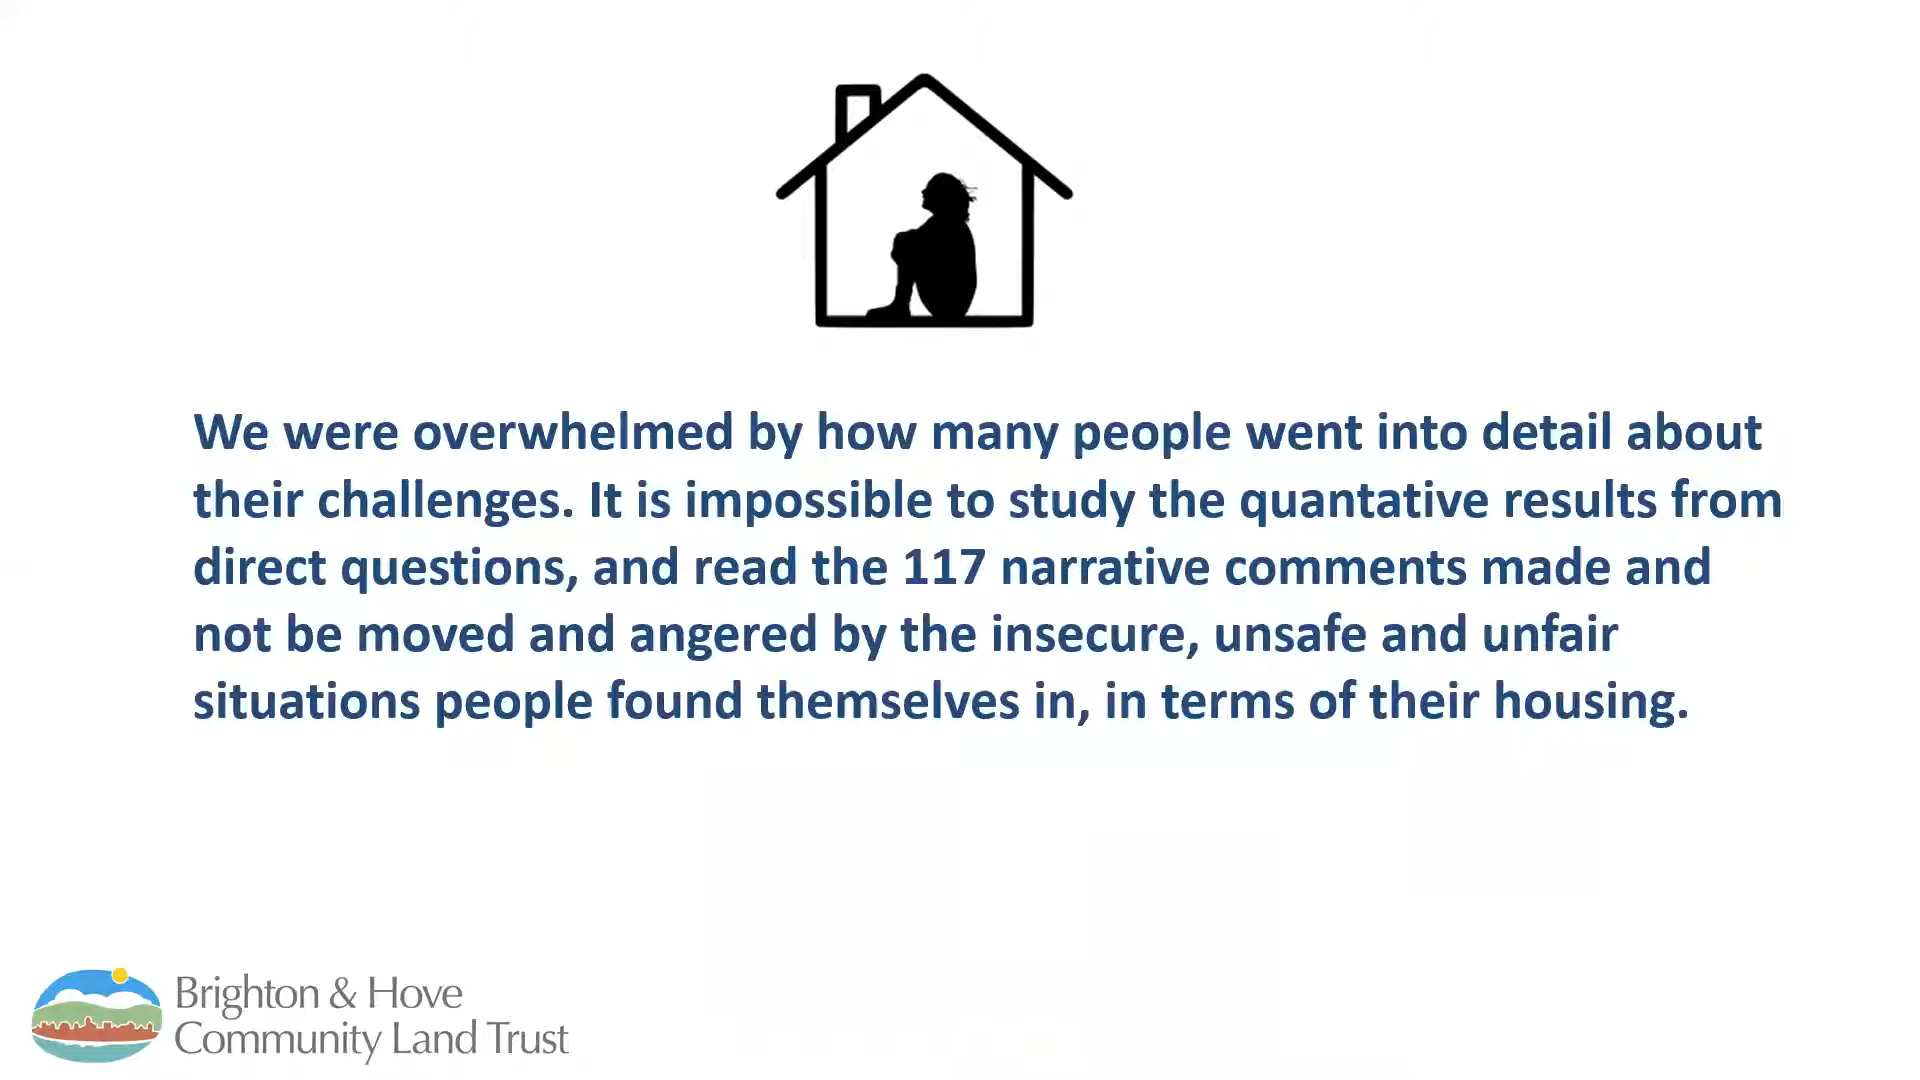 We were overwhelmed by how many people went into detail about
their challenges. It is impossible to study the quantative results from
direct questions, and read the 117 narrative comments made and
not be moved and angered by the insecure, unsafe and unfair
situations people found themselves in, in terms of their housing.
Brighton & Hove
Community Land Trust